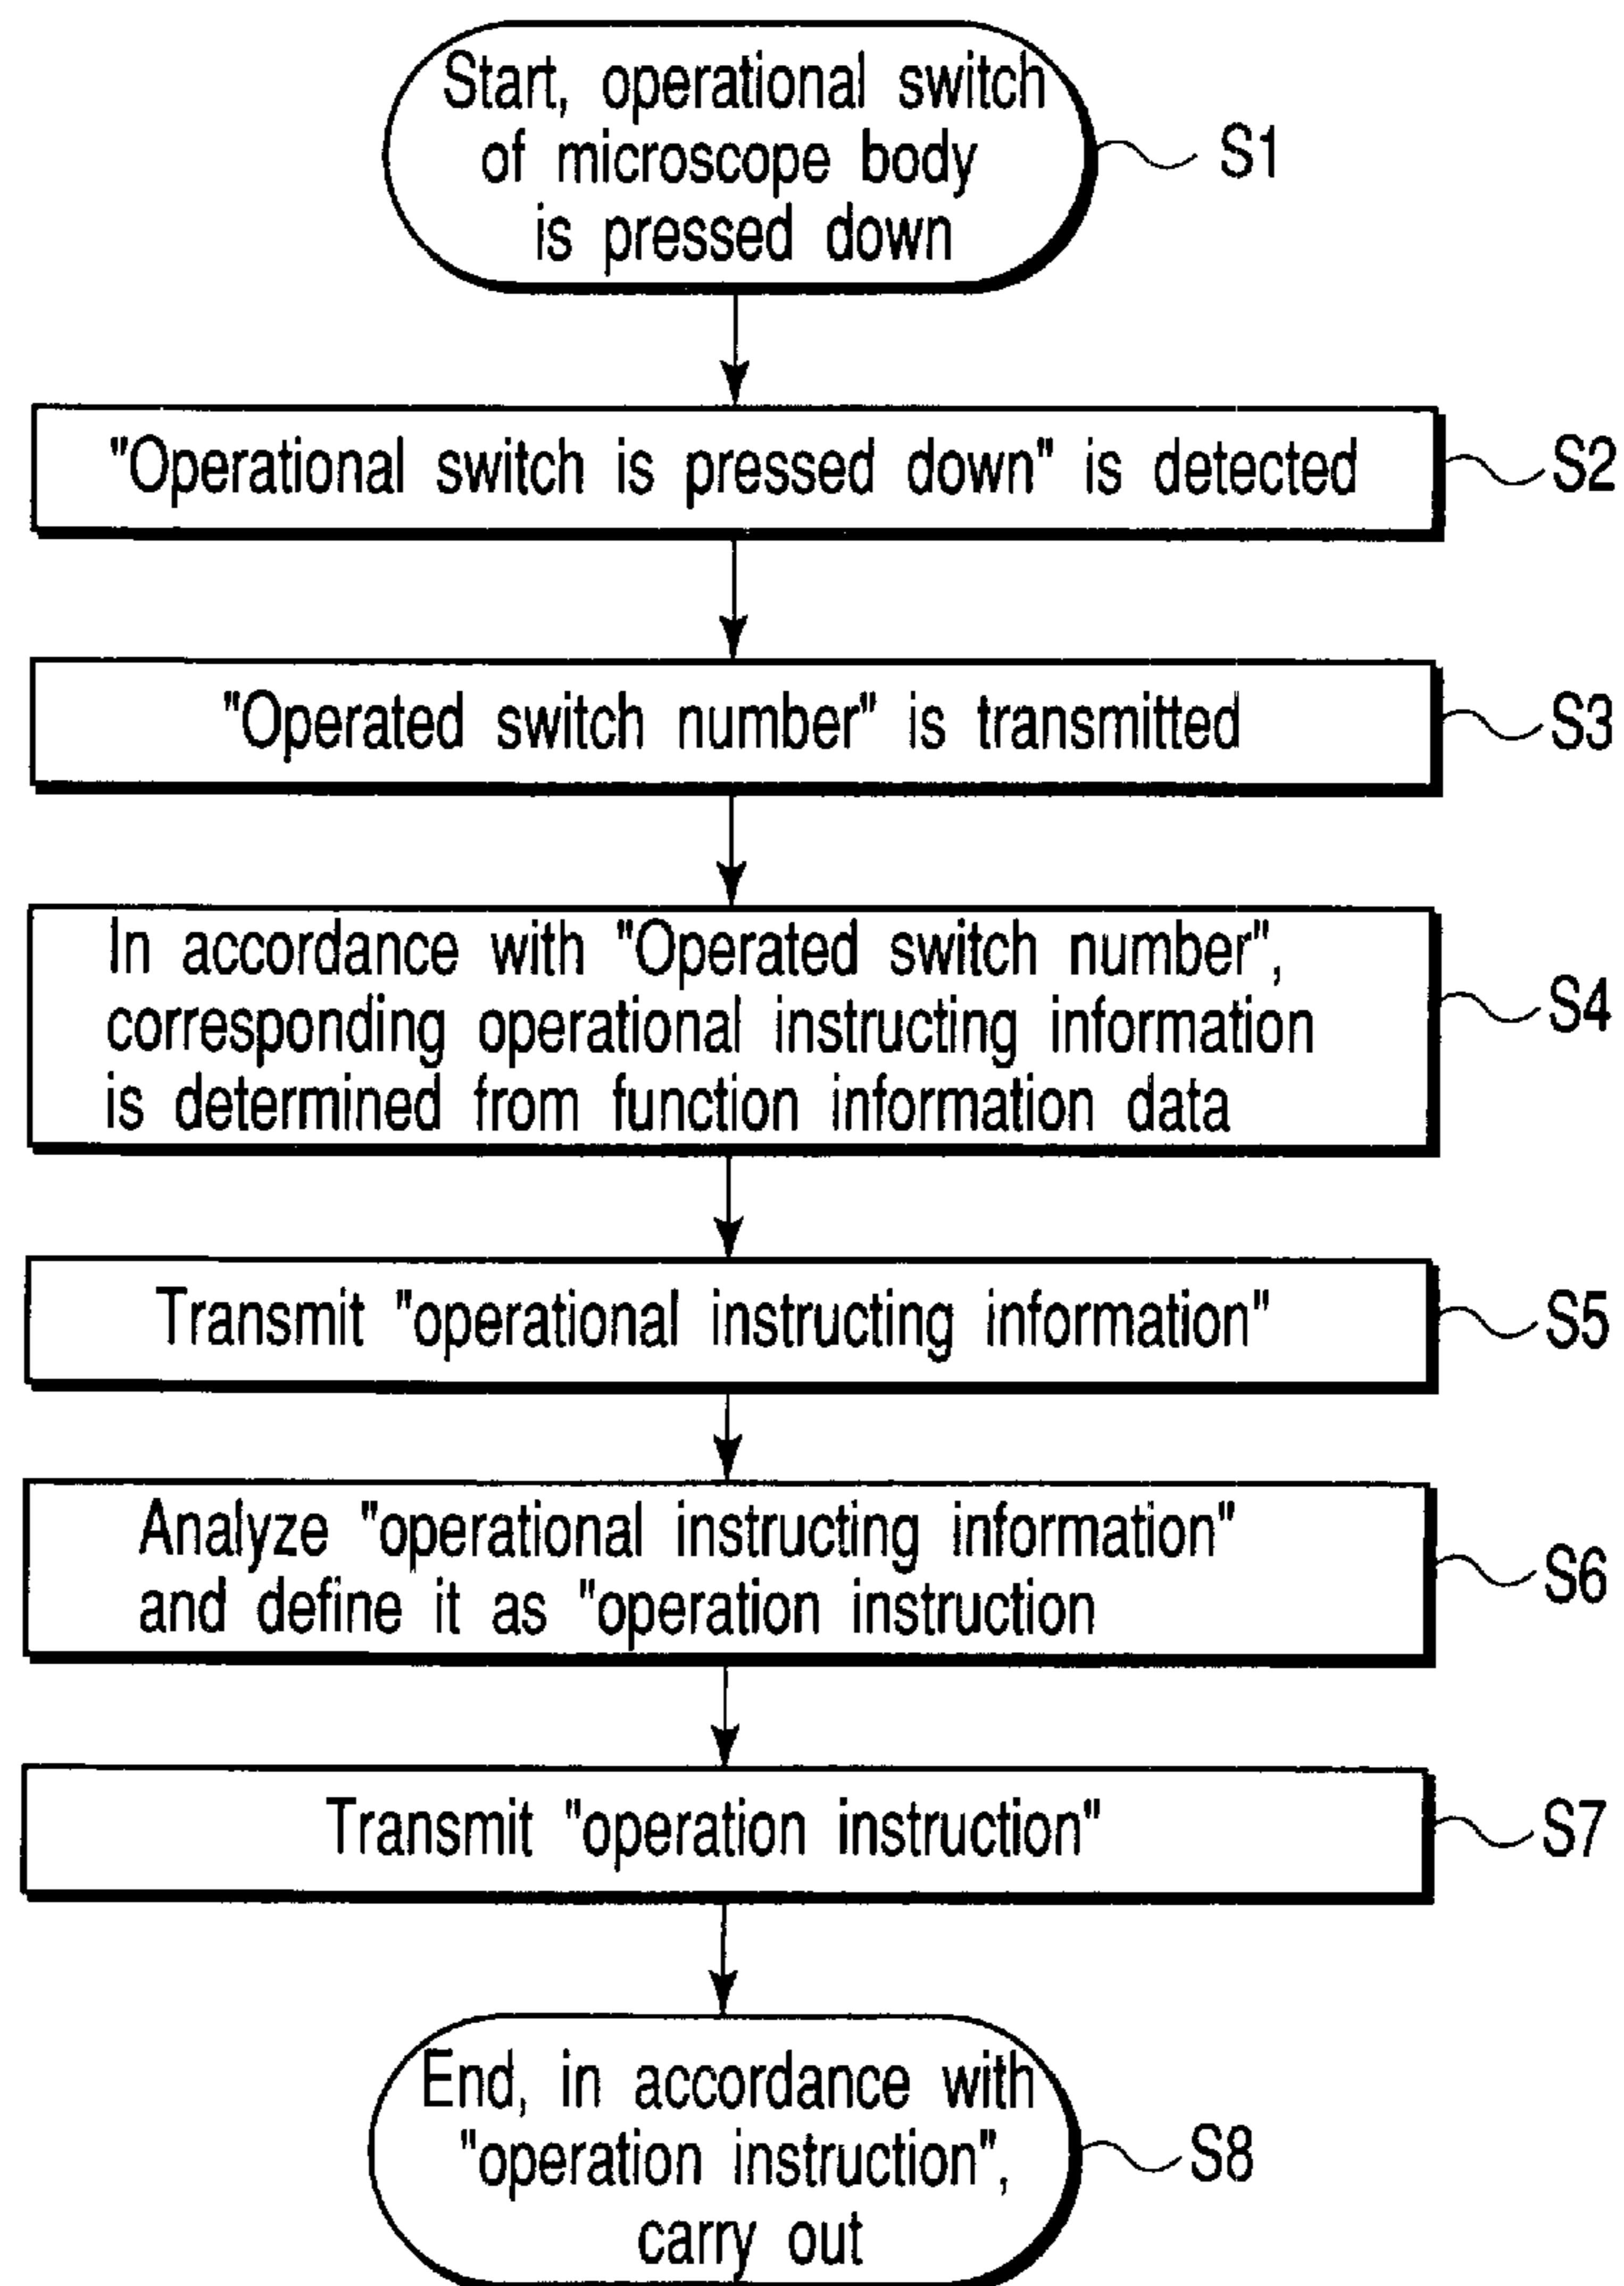 Start, operational switch
of microscope body
is pressed down
S1
"Operational switch is pressed down" is detected
S2
"Operated switch number" is transmitted
S3
In accordance with "Operated switch number",
corresponding operational instructing information
is determined from function information data
S4
Transmit "operational instructing information"
S5
Analyze "operational instructing information"
and define it as "operation instruction
S6
Transmit "operation instruction"
S7
End, in accordance with
"operation instruction",
carry out
S8